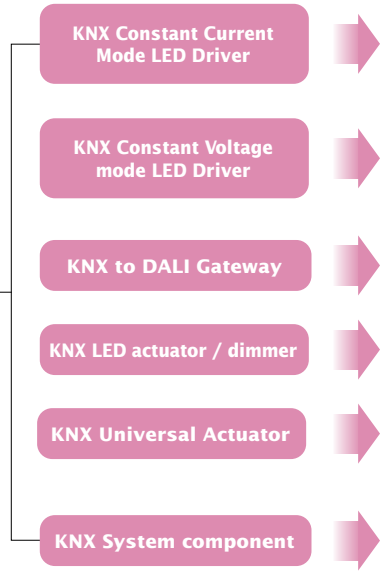 KNX Constant Current
Mode LED Driver
KNX Constant Voltage
mode LED Driver
KNX to DALI Gateway
KNX LED actuator / dimmer
KNX Universal Actuator
KNX System component